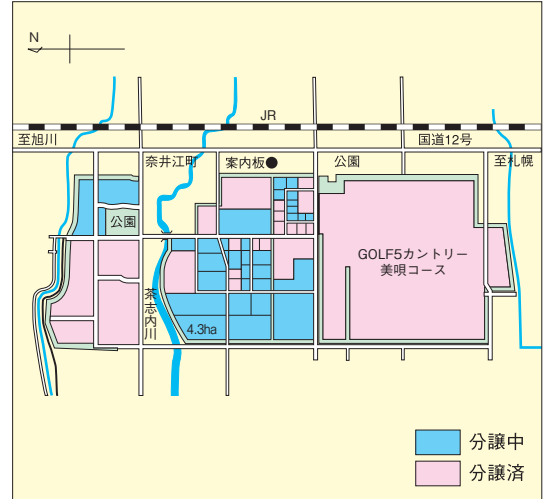 N
JR
至旭川
国道12号
奈井江町
案内板●
公園
至札幌
公園
GOLF5カントリー
美唄コース
茶志内川
4.3ha
分譲中
分譲済